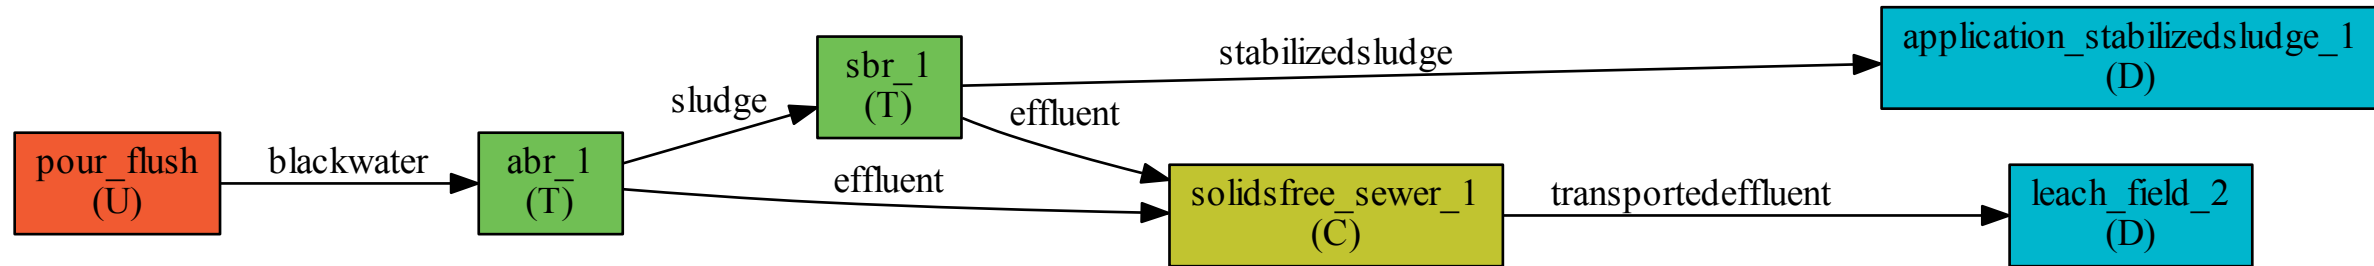 pour_flush
(U)
blackwater
abr_1
(T)
sludge
effluent
sbr_1
(T)
stabilizedsludge
effluent
solidsfree_sewer_1
(C)
transportedeffluent
application_stabilizedsludge_1
(D)
leach_field_2
(D)